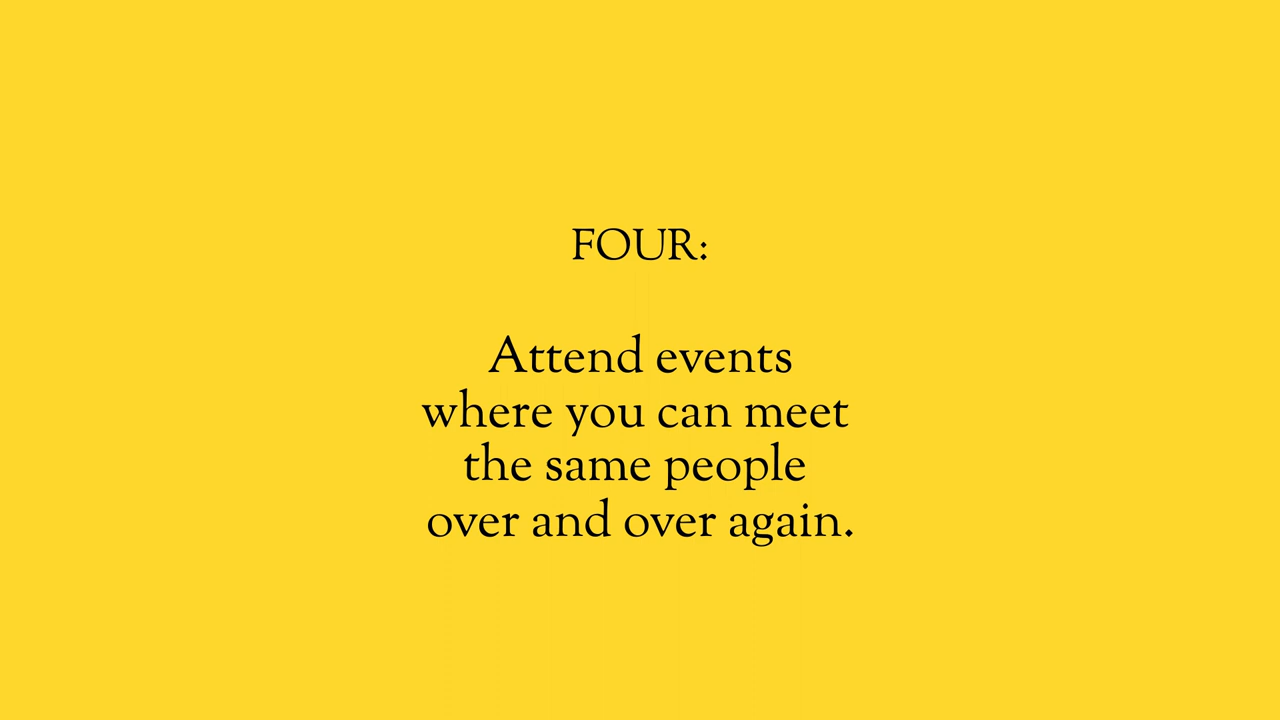 FOUR:
Attend events
where you can meet
the same people
over and over again.